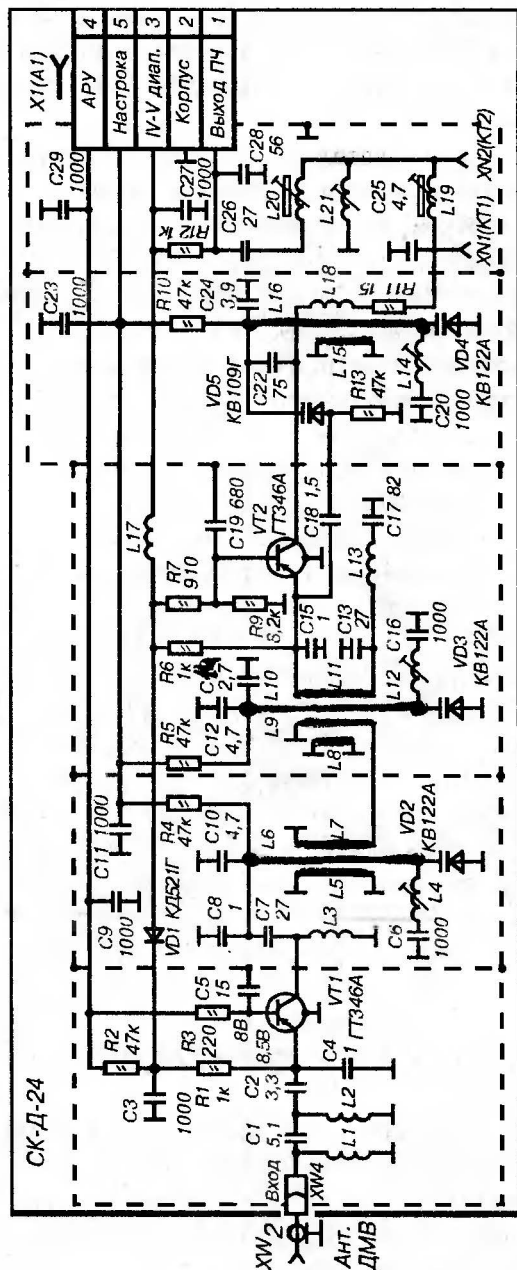 СК-Д-24
X1(A1)
АРУ 4
Настрока 5
IV-V диап. 3
Корпус 2
Выход ПЧ 1
XW2
Ант.
ДМВ
Вход
XW4
C1
5,1
L1
L2
C2
3,3
C4
1
C3
1000
R2
47к
R3
220
R1
1к
C5
15
8В
8,5В
VT1
ГТ346А
C9
1000
C11 1000
VD1 КД521Г
R4
47к
C8
1
C10
4,7
C7
27
L3
L6
L5
L7
C6
1000
L4
VD2
КВ122А
R5
47к
R6
1к
C12
4,7
2,7
L10
L9
L8
L11
L12
C16
1000
VD3
КВ122А
R7
910
R9
6,2к
C15
1
C13
27
L13
C17 82
C19 680
VT2
ГТ346А
C18 1,5
L17
C23
1000
R10
47к
C24
3,9
L16
VD5
КВ109Г
C22
75
L15
R13
47к
L18
R11 15
L14
C20
1000
VD4
КВ122А
C29
1000
R12 1к
C27
1000
C26
27
C28
56
L20
L21
C25
4,7
L19
XN1(KT1)
XN2(KT2)